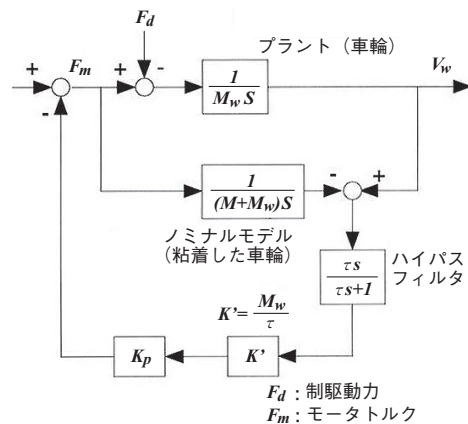 F_d
プラント（車輪）
+
F_m
+
-
1
M_w S
V_w
-
-
+
1
(M+M_w)S
ノミナルモデル
（粘着した車輪）
τs
τs+1
ハイパス
フィルタ
K'= M_w
τ
K_p
K'
F_d : 制駆動力
F_m : モータトルク